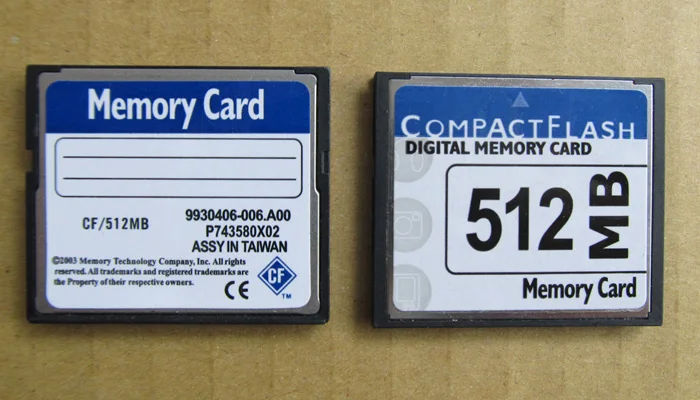 Memory Card
CF/512MB
9930406-006.A00
P743580X02
ASSY IN TAIWAN
©2003 Memory Technology Company, Inc. All rights
reserved. All trademarks and registered trademarks are
the Property of their respective owners.
CE
CF
TM
COMPACTFLASH
DIGITAL MEMORY CARD
512
MB
Memory Card